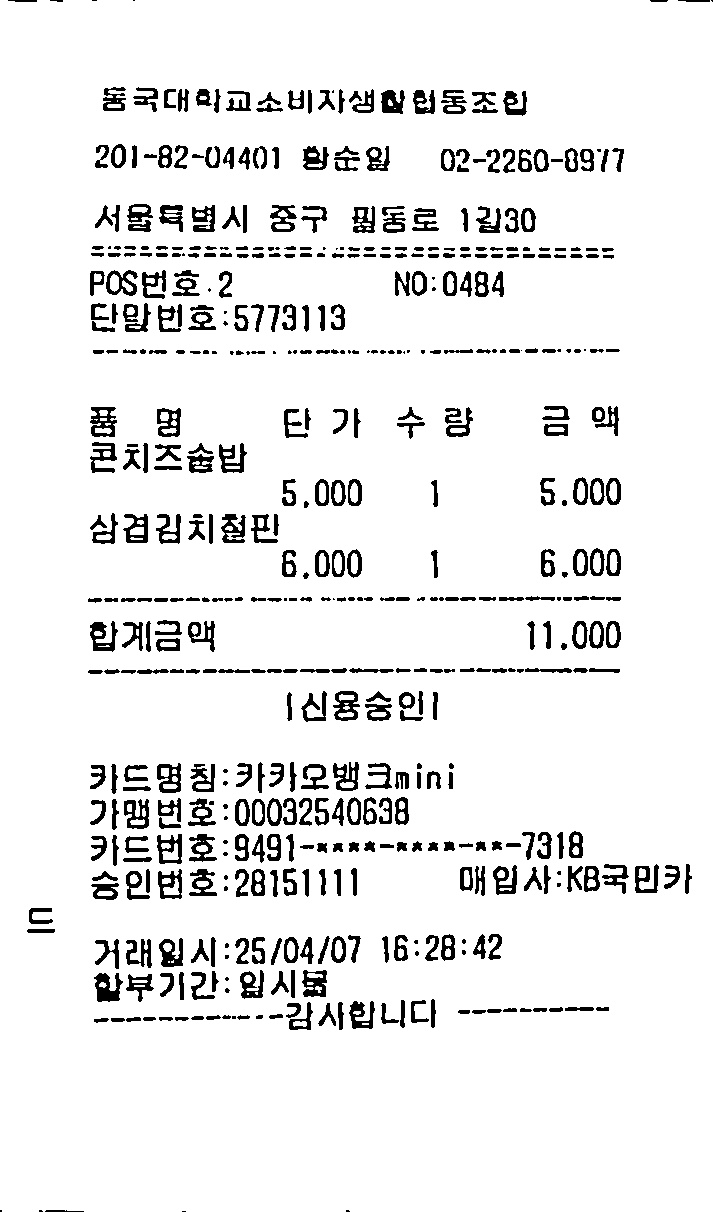 동국대학교소비자생활협동조합
201-82-04401 황순일 02-2260-8977
서울특별시 중구 필동로 1길30
==================================
POS번호.2 NO:0484
단말번호:5773113
----------------------------------
품 명 단 가 수 량 금 액
콘치즈솥밥
5,000 1 5.000
삼겹김치철판
6,000 1 6.000
----------------------------------
합계금액 11.000
----------------------------------
|신용승인|
카드명칭:카카오뱅크mini
가맹번호:00032540638
카드번호:9491-****-****-**-7318
승인번호:28151111 매입사:KB국민카
드
거래일시:25/04/07 16:28:42
할부기간:일시불
------------감사합니다 ----------